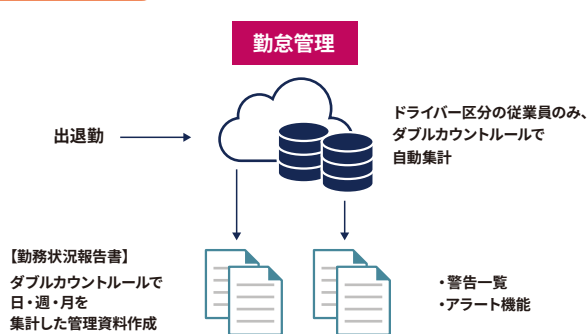 勤怠管理
出退勤
ドライバー区分の従業員のみ、
ダブルカウントルールで
自動集計
【勤務状況報告書】
ダブルカウントルールで
日・週・月を
集計した管理資料作成
・警告一覧
・アラート機能